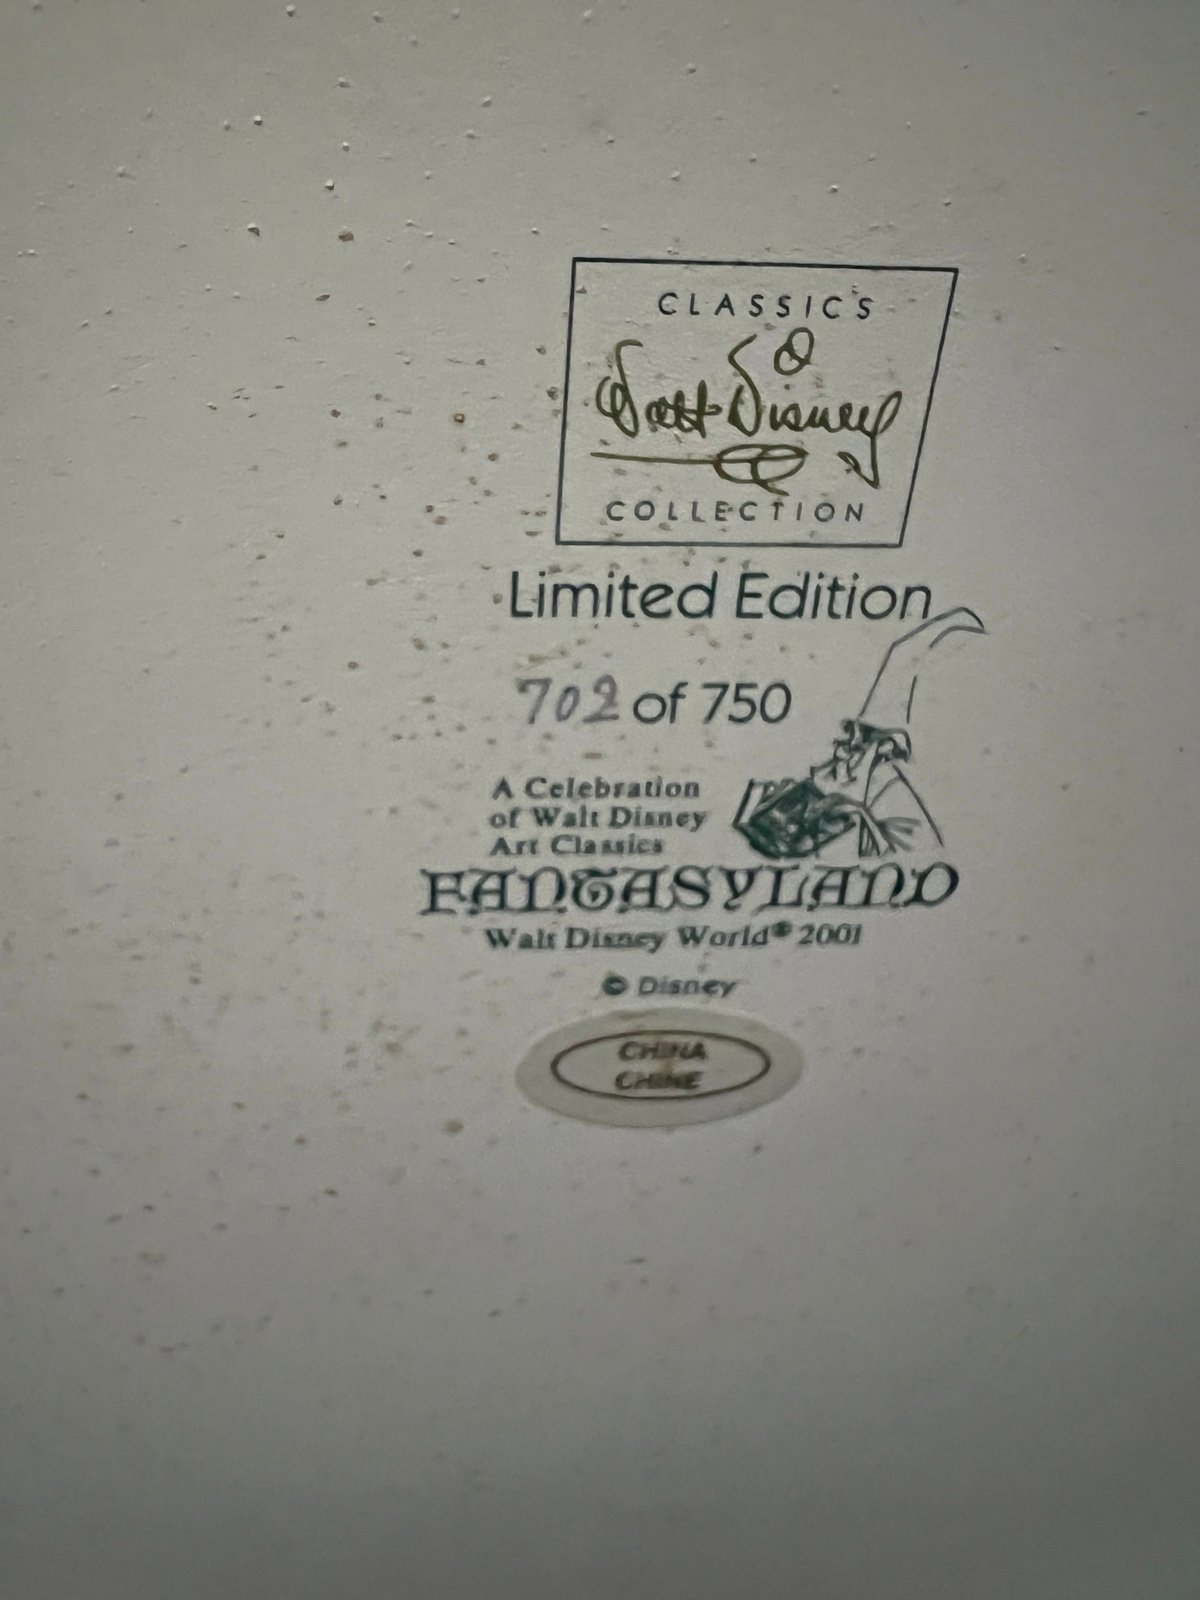 CLASSICS
Walt Disney
COLLECTION
Limited Edition
702 of 750
A Celebration
of Walt Disney
Art Classics
FANTASYLAND
Walt Disney World® 2001
© Disney
CHINA
CHINE